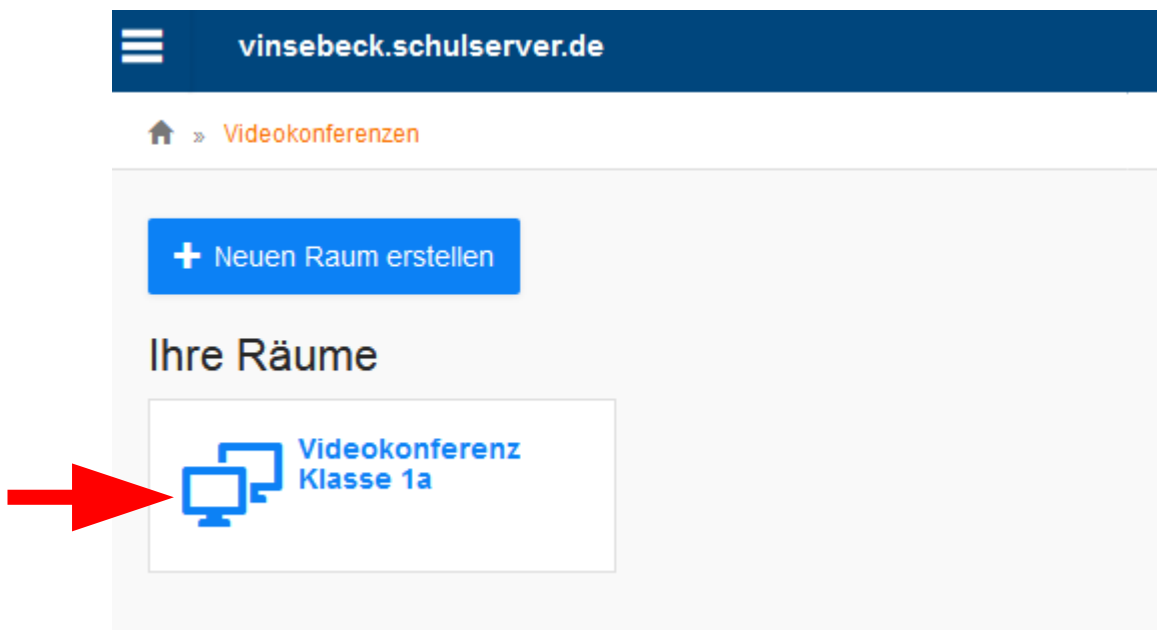 vinsebeck.schulserver.de
» Videokonferenzen
+ Neuen Raum erstellen
Ihre Räume
Videokonferenz
Klasse 1a